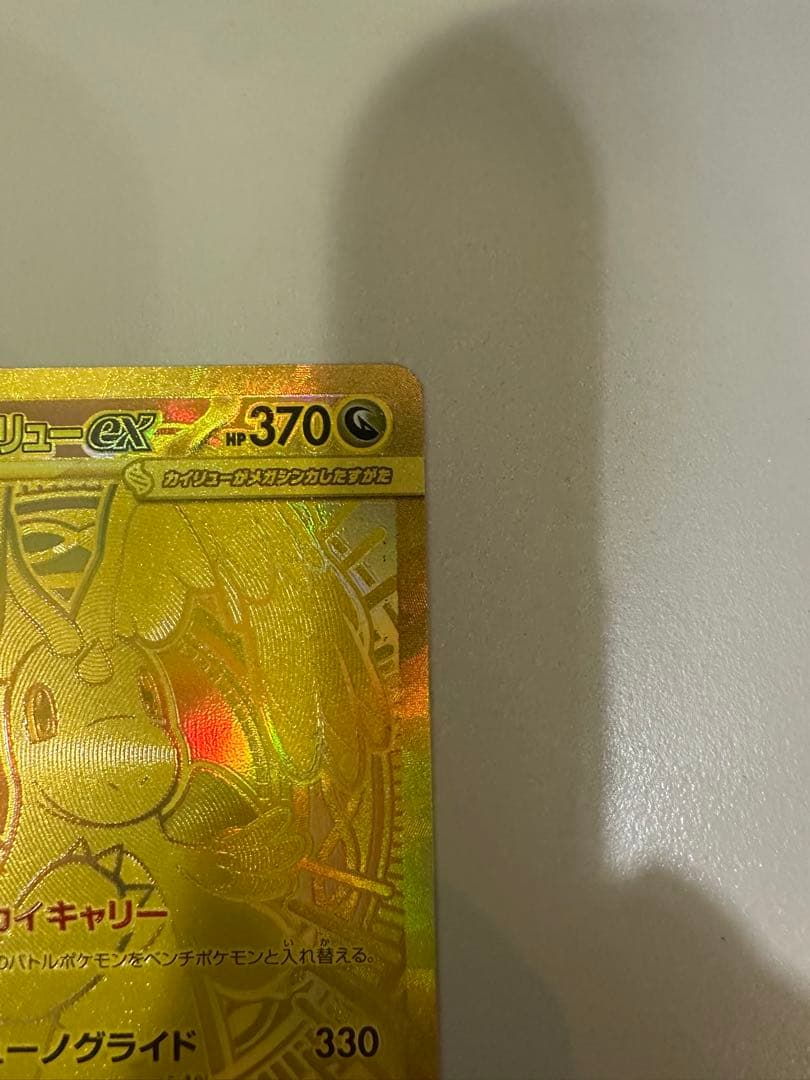 リューex HP370
カイリューがメガシンカしたすがた
カイキャリー
のバトルポケモンをベンチポケモンと入れ替える。
ューノグライド 330